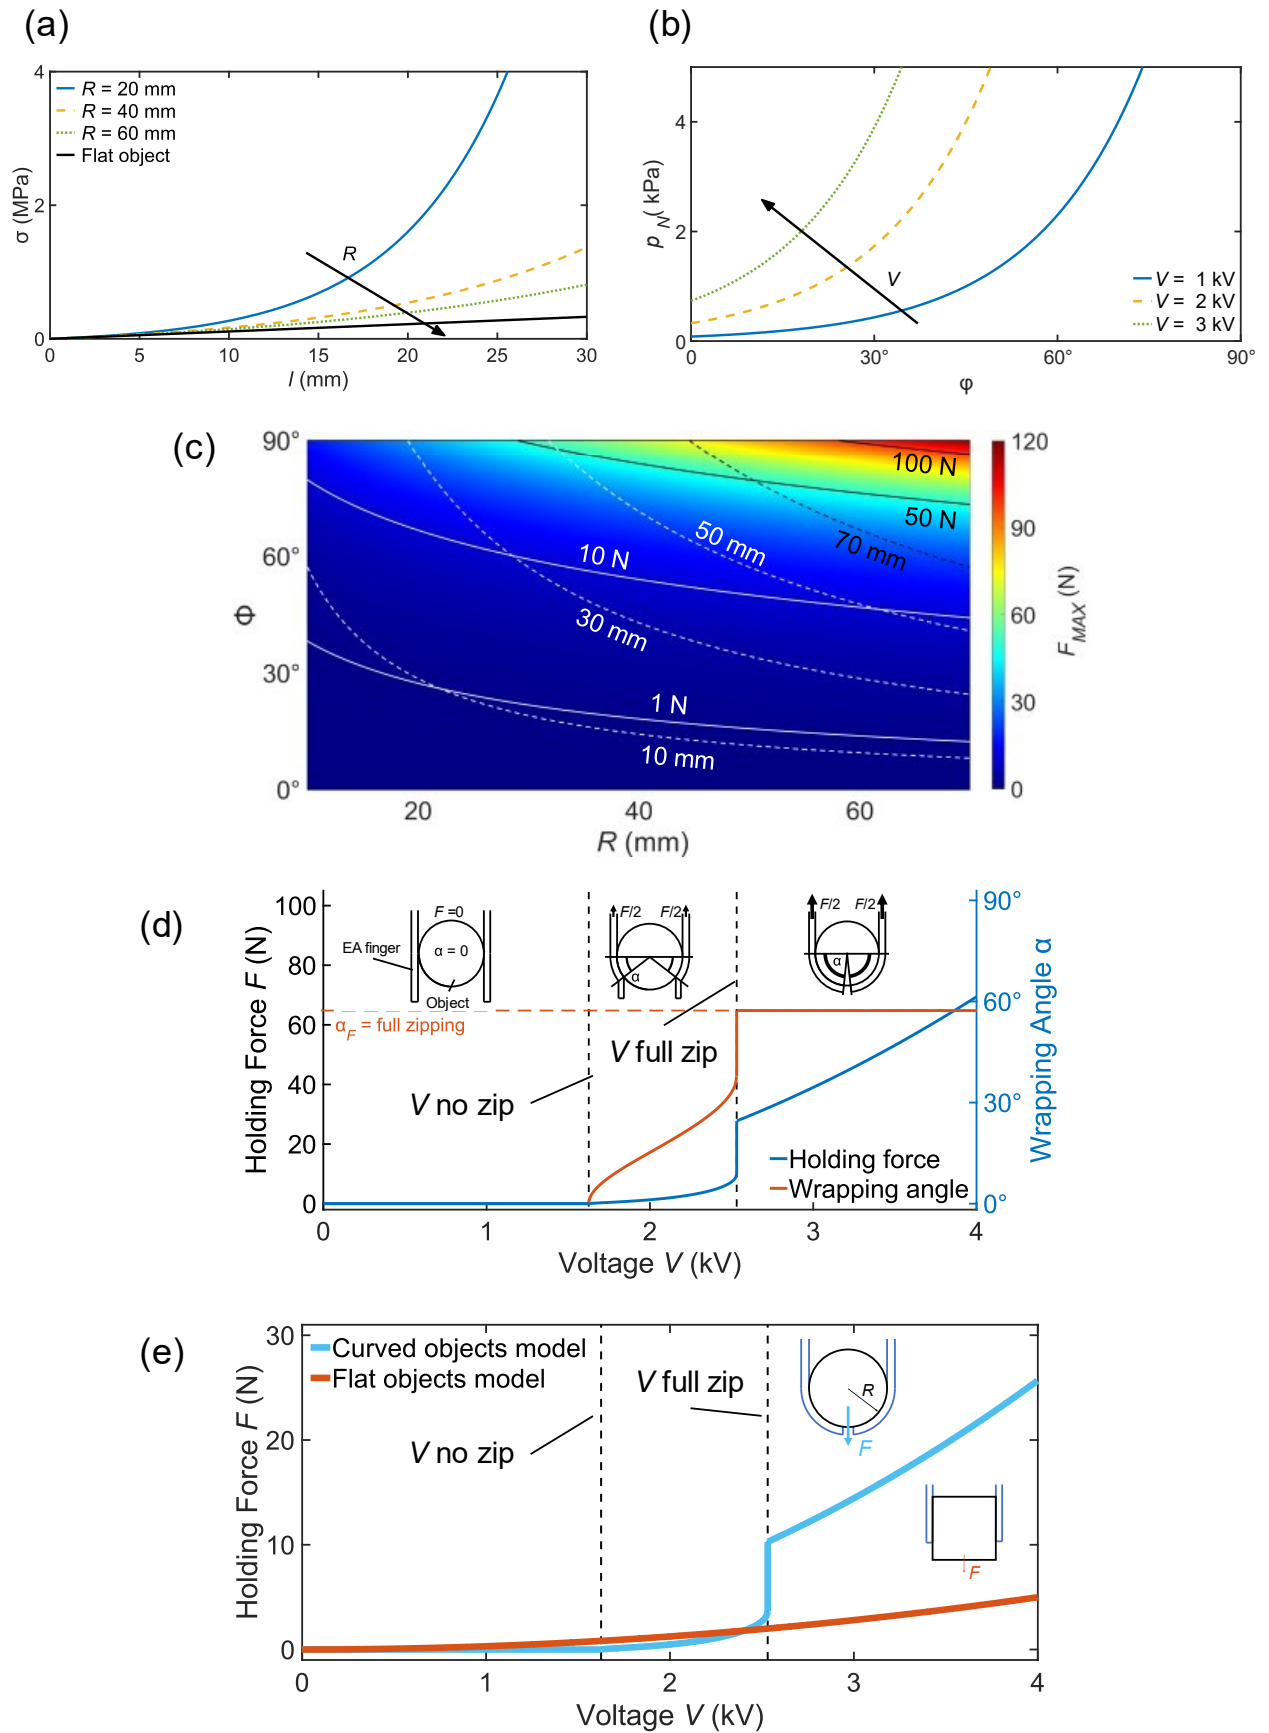 (a)
4
2
0
σ (MPa)
R = 20 mm
R = 40 mm
R = 60 mm
Flat object
R
0 5 10 15 20 25 30
l (mm)
(b)
4
2
0
p_N( kPa)
V
V = 1 kV
V = 2 kV
V = 3 kV
0 30° 60° 90°
φ
(c)
90°
60°
30°
0°
Φ
100 N
50 N
70 mm
50 mm
10 N
30 mm
1 N
10 mm
20 40 60
R (mm)
120
90
60
30
0
F_MAX (N)
(d)
100
80
60
40
20
0
Holding Force F (N)
F=0
α = 0
EA finger
Object
F/2 F/2
α
F/2 F/2
α
α_F = full zipping
V full zip
V no zip
Holding force
Wrapping angle
90°
60°
30°
0°
Wrapping Angle α
0 1 2 3 4
Voltage V (kV)
(e)
30
20
10
0
Holding Force F (N)
Curved objects model
Flat objects model
V full zip
V no zip
R
F
F
0 1 2 3 4
Voltage V (kV)